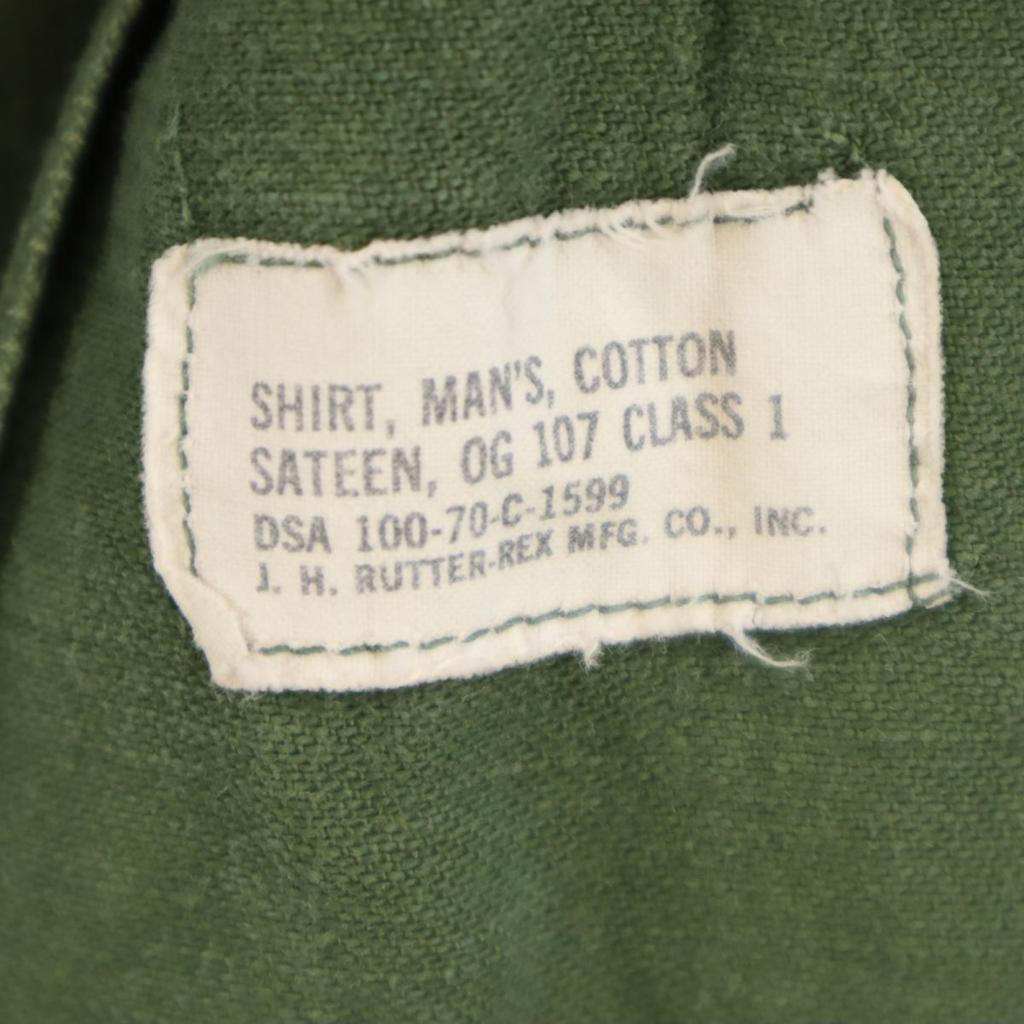 SHIRT, MAN'S, COTTON
SATEEN, OG 107 CLASS 1
DSA 100-70-C-1599
J. H. RUTTER-REX MFG. CO., INC.